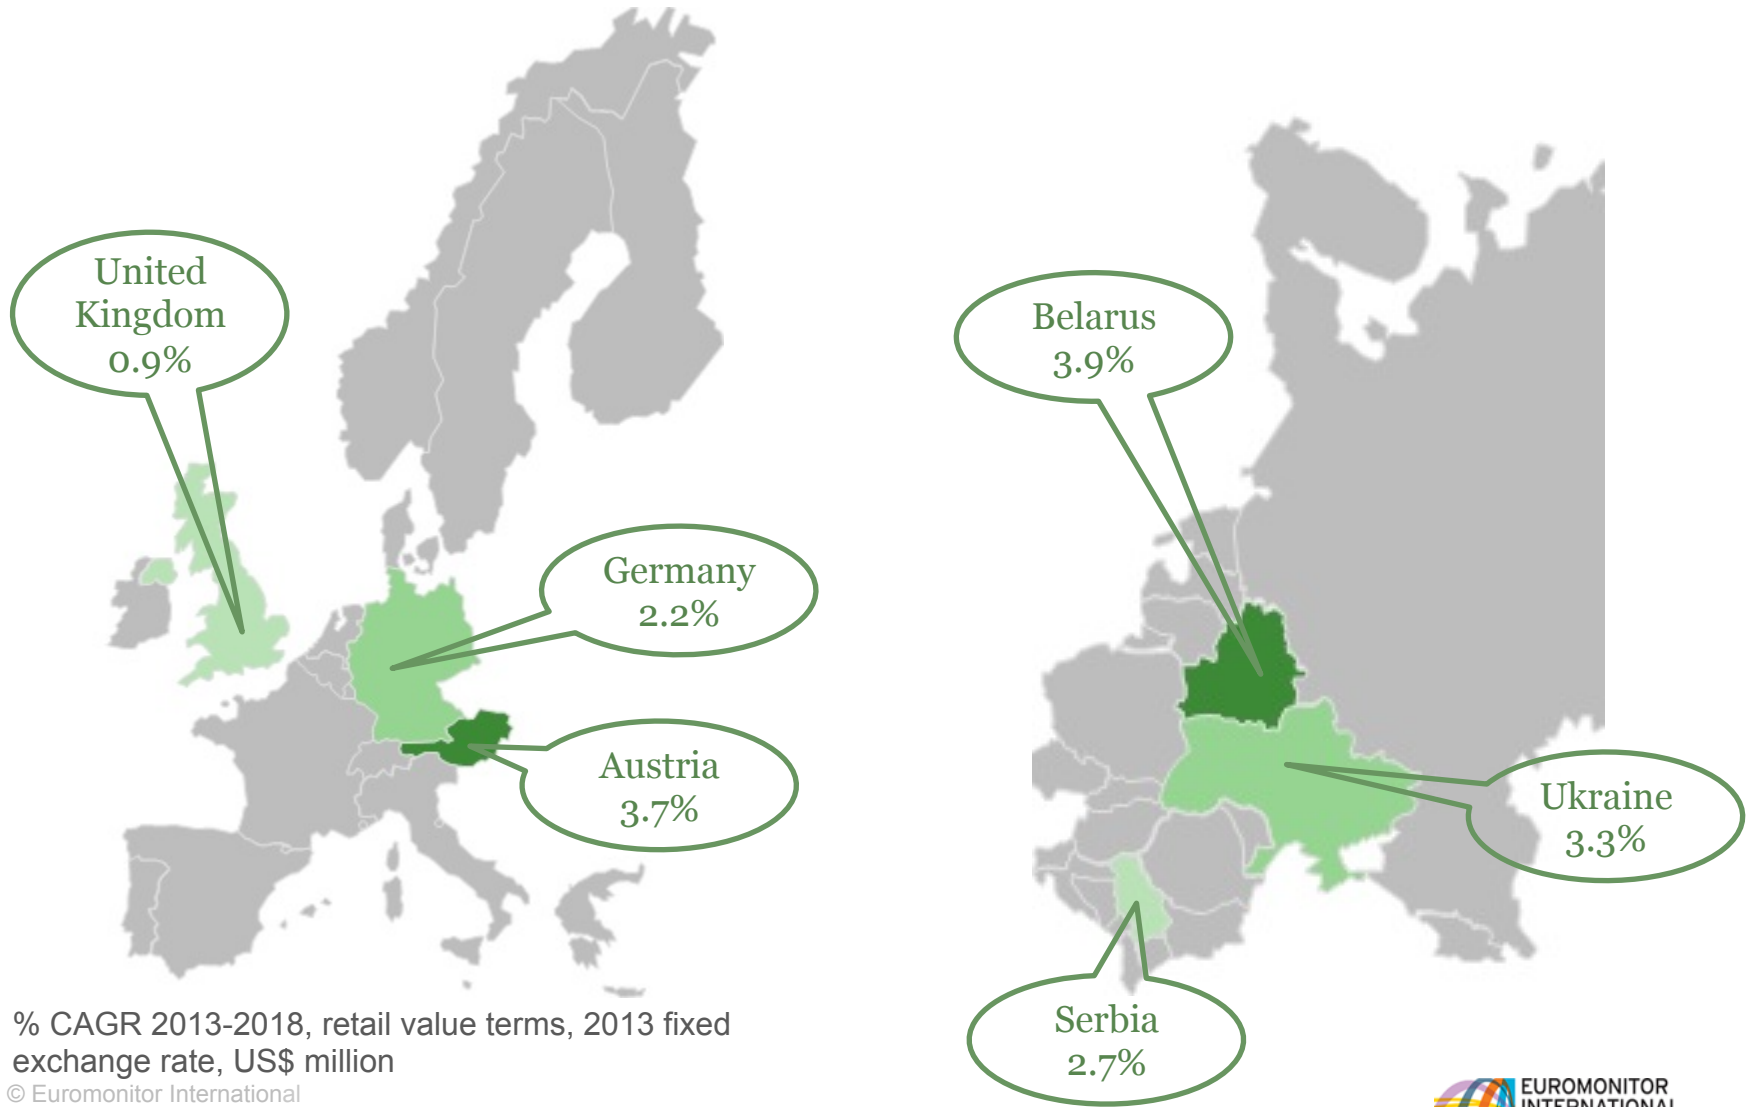 United
Kingdom
0.9%
Belarus
3.9%
Germany
2.2%
Austria
3.7%
Ukraine
3.3%
Serbia
2.7%
% CAGR 2013-2018, retail value terms, 2013 fixed
exchange rate, US$ million
© Euromonitor International
EUROMONITOR
INTERNATIONAL